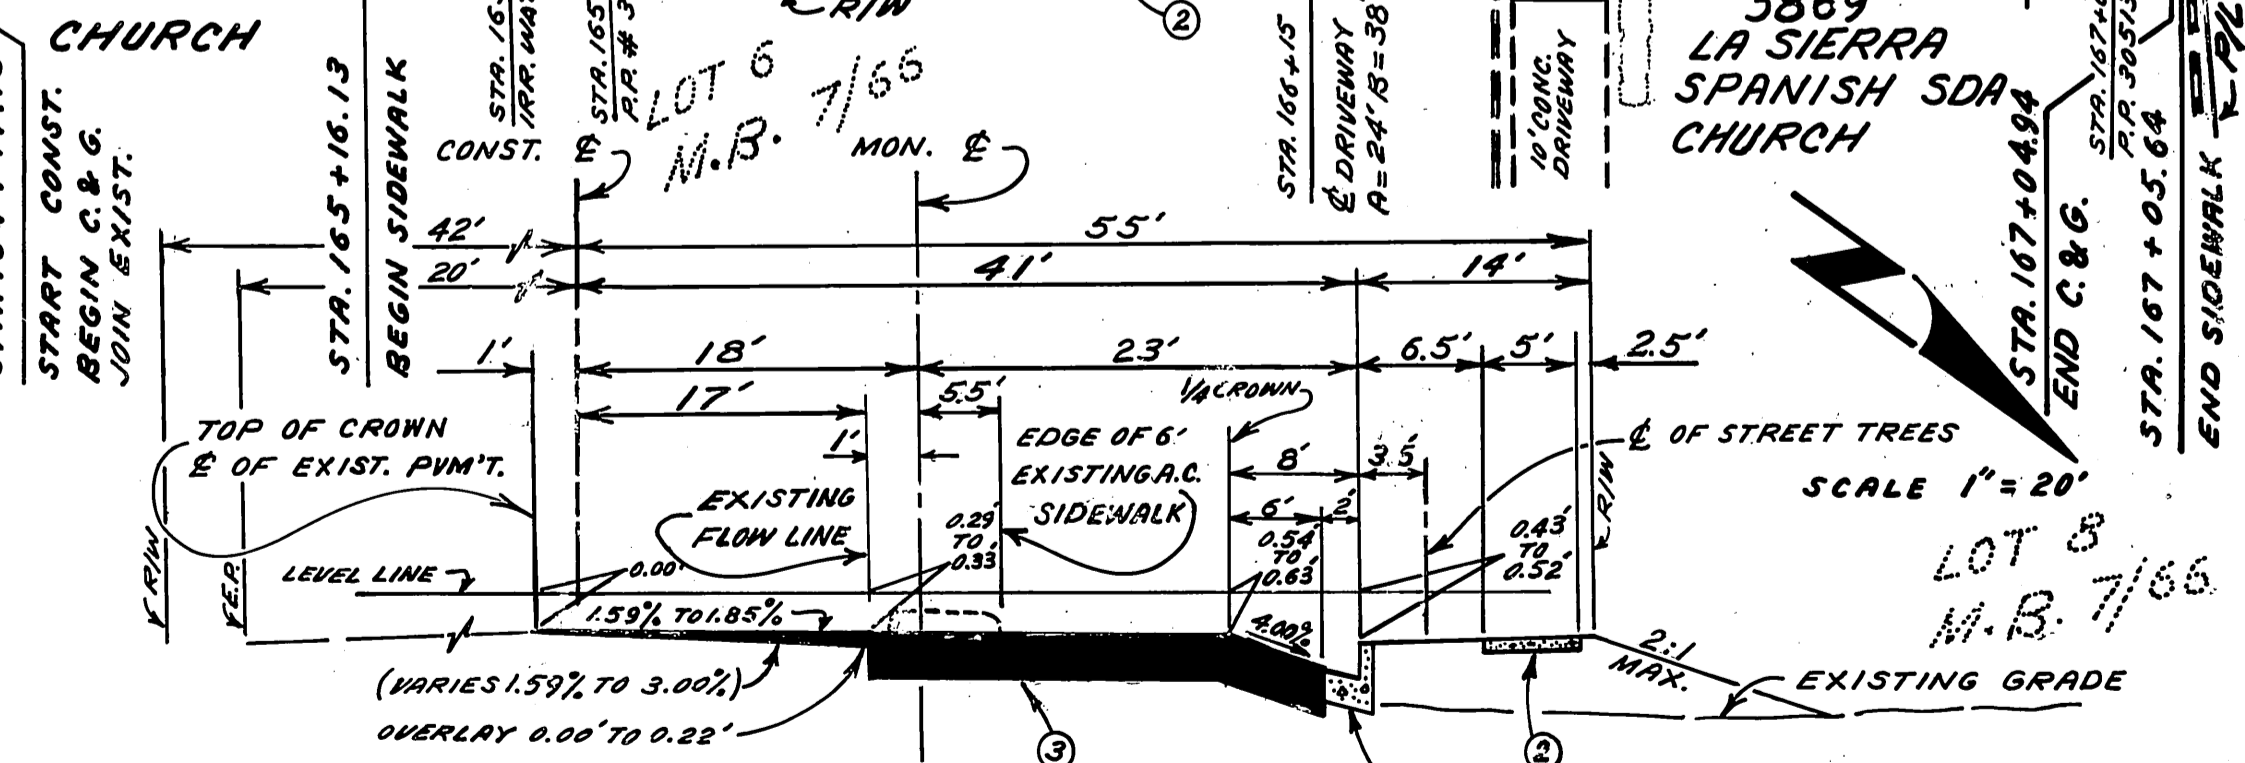 CHURCH
START CONST.
BEGIN C. & G.
JOIN EXIST.
STA. 165+16.13
BEGIN SIDEWALK
R/W
2
LOT 6
M.B. 7/66
CONST. ℄
MON. ℄
STA. 166+15
℄ DRIVEWAY
A=24' B=38'
10' CONC.
DRIVEWAY
5869
LA SIERRA
SPANISH SDA
CHURCH
STA. 167+04.94
END C. & G.
P.P. 30513
STA. 167+05.64
END SIDEWALK
P/L
42'
55'
20'
41'
14'
1'
18'
23'
6.5'
5'
2.5'
17'
5.5'
1/4 CROWN
1'
8'
3.5'
6'
2'
TOP OF CROWN
℄ OF EXIST. PVM'T.
EXISTING
FLOW LINE
EDGE OF 6'
EXISTING A.C.
SIDEWALK
℄ OF STREET TREES
SCALE 1"=20'
R/W
R/W
E.P.
LEVEL LINE
0.00'
0.29'
TO
0.33'
0.54'
TO
0.63'
0.43'
TO
0.52'
1.59% TO 1.85%
4.00%
LOT 8
M.B. 7/66
2:1
MAX.
EXISTING GRADE
(VARIES 1.59% TO 3.00%)
OVERLAY 0.00' TO 0.22'
3
2